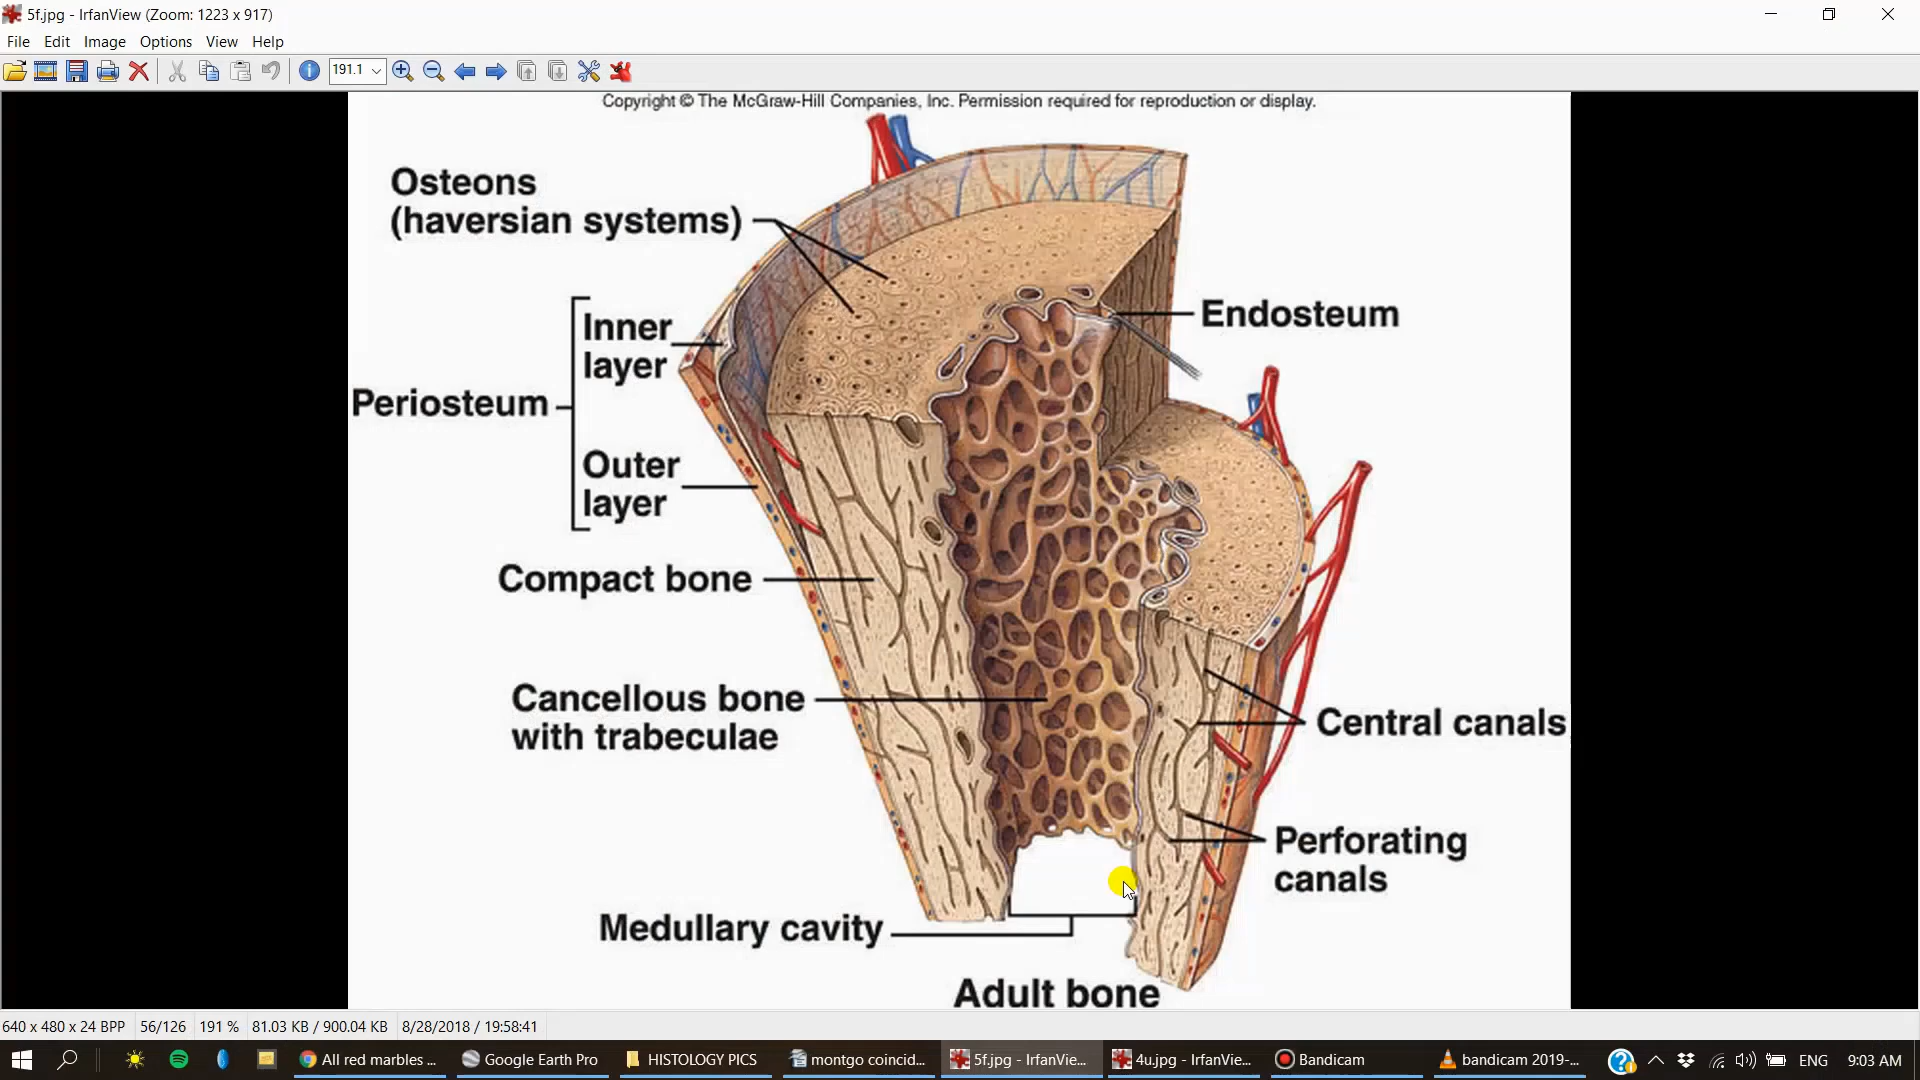 5f.jpg - IrfanView (Zoom: 1223 x 917)
File Edit Image Options View Help
191.1
Copyright © The McGraw-Hill Companies, Inc. Permission required for reproduction or display.
Osteons
(haversian systems)
Endosteum
Inner
layer
Periosteum
Outer
layer
Compact bone
Cancellous bone
with trabeculae
Central canals
Perforating
canals
Medullary cavity
Adult bone
640 x 480 x 24 BPP 56/126 191 % 81.03 KB / 900.04 KB 8/28/2018 / 19:58:41
All red marbles ... Google Earth Pro HISTOLOGY PICS montgo coincid... 5f.jpg - IrfanVie... 4u.jpg - IrfanVie... Bandicam bandicam 2019-... ENG 9:03 AM